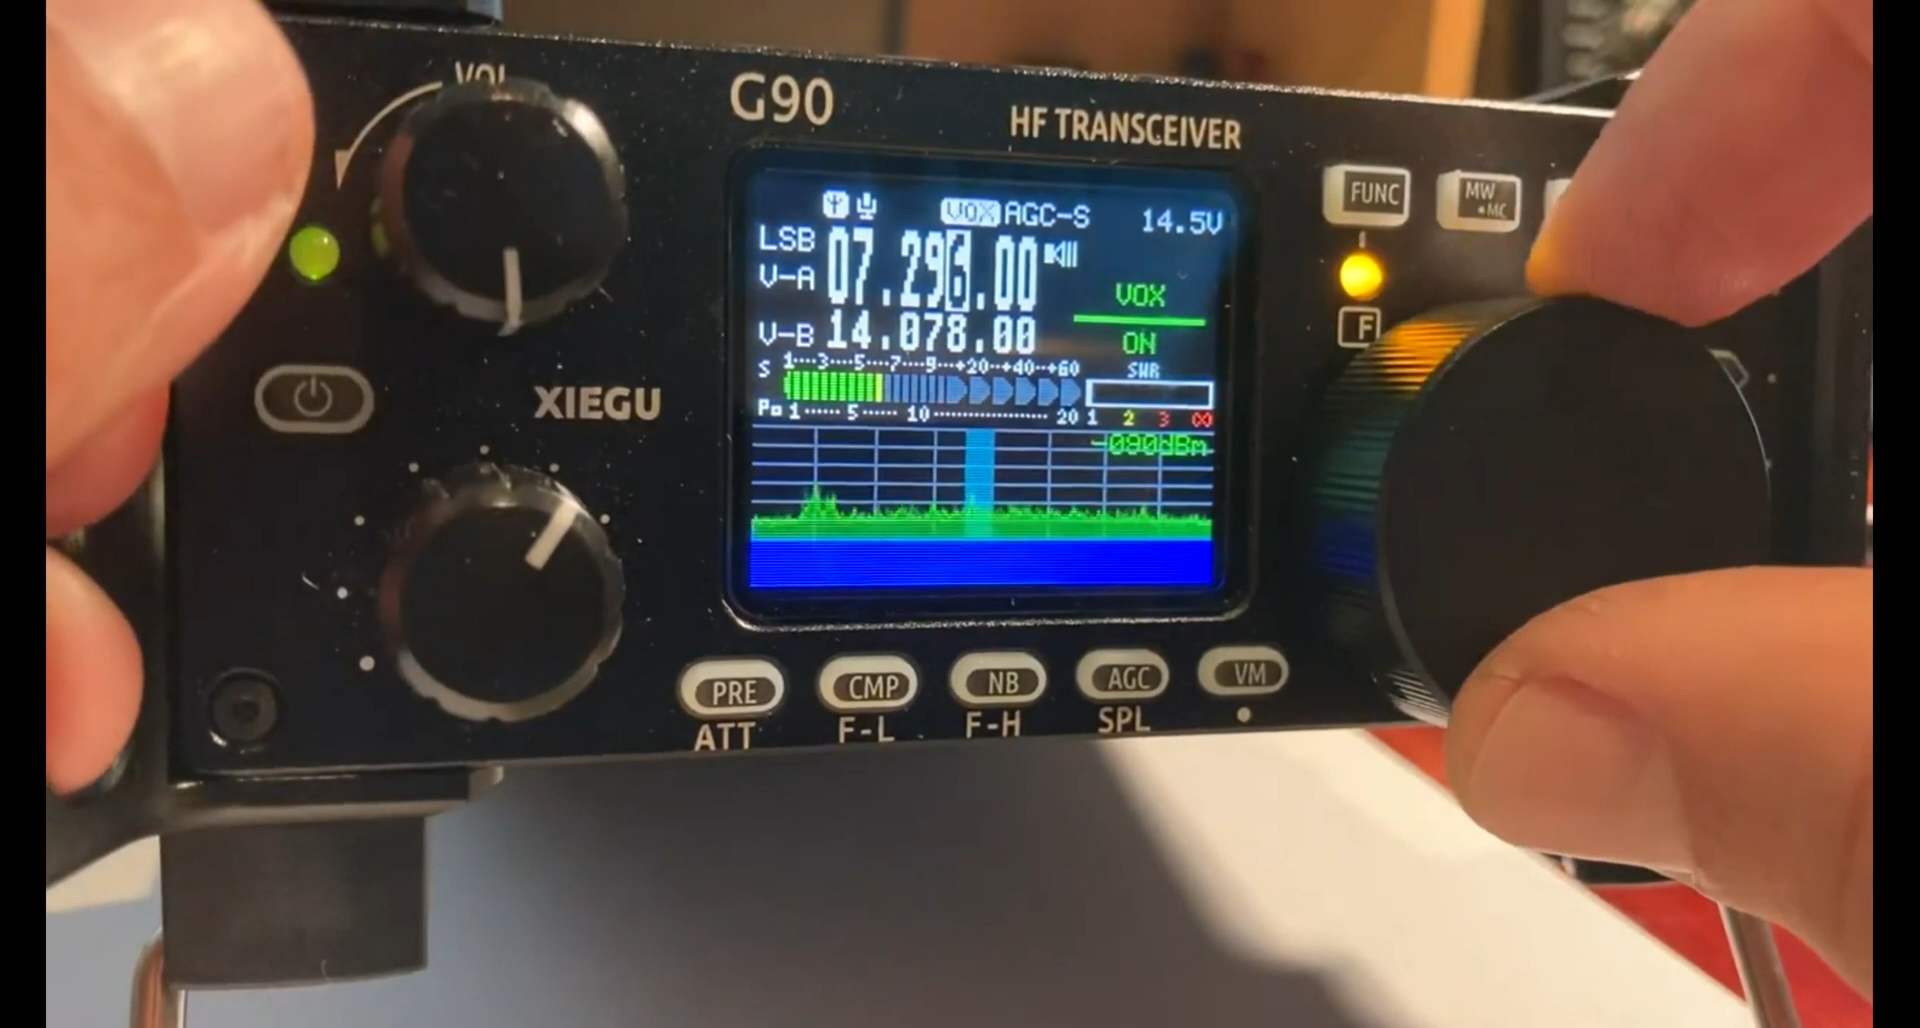 VOL
G90
HF TRANSCEIVER
FUNC
MW
•MC
VOX AGC-S 14.5V
LSB 07.296.00
V-A
VOX
V-B 14.078.00
ON
F
S 1····3····5····7····9···+20··+40··+60
SWR
Po 1······5······10···············20
1 2 3 ∞
-090dBm
XIEGU
PRE CMP NB AGC VM
ATT F-L F-H SPL